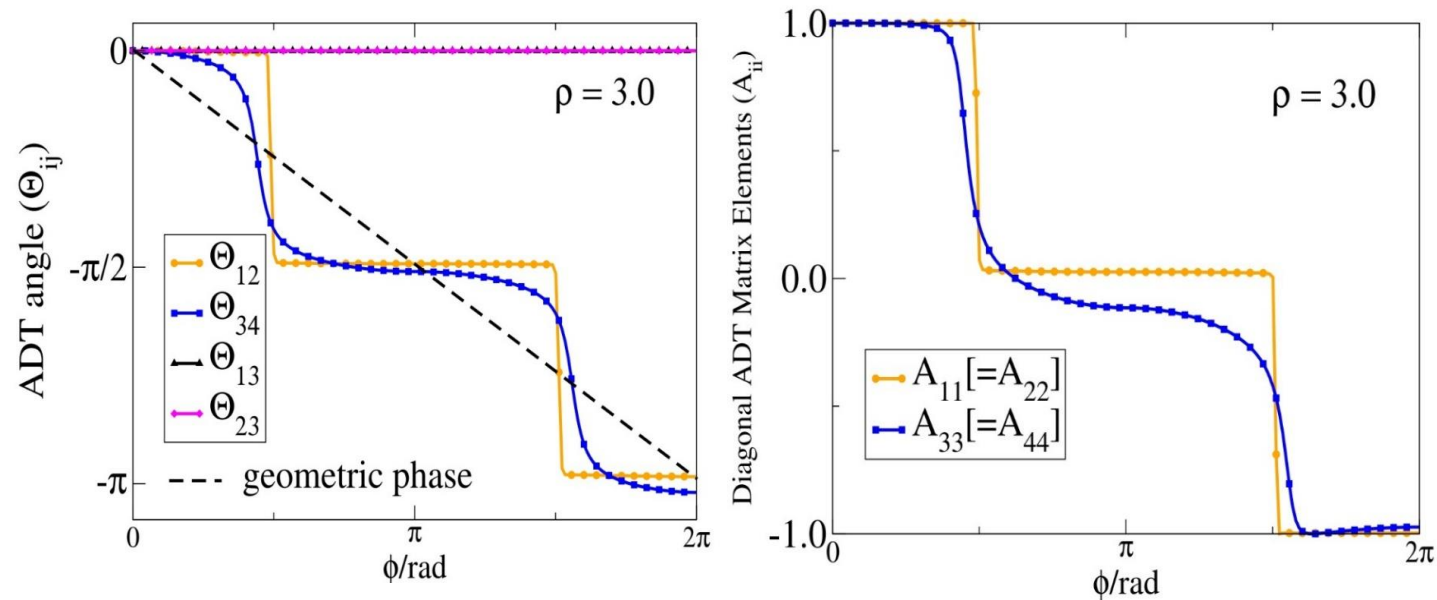 0
-π/2
-π
ADT angle (Θij)
ρ = 3.0
Θ12
Θ34
Θ13
Θ23
geometric phase
0
π
2π
ϕ/rad
1.0
0.0
-1.0
Diagonal ADT Matrix Elements (Aii)
ρ = 3.0
A11[=A22]
A33[=A44]
0
π
2π
ϕ/rad